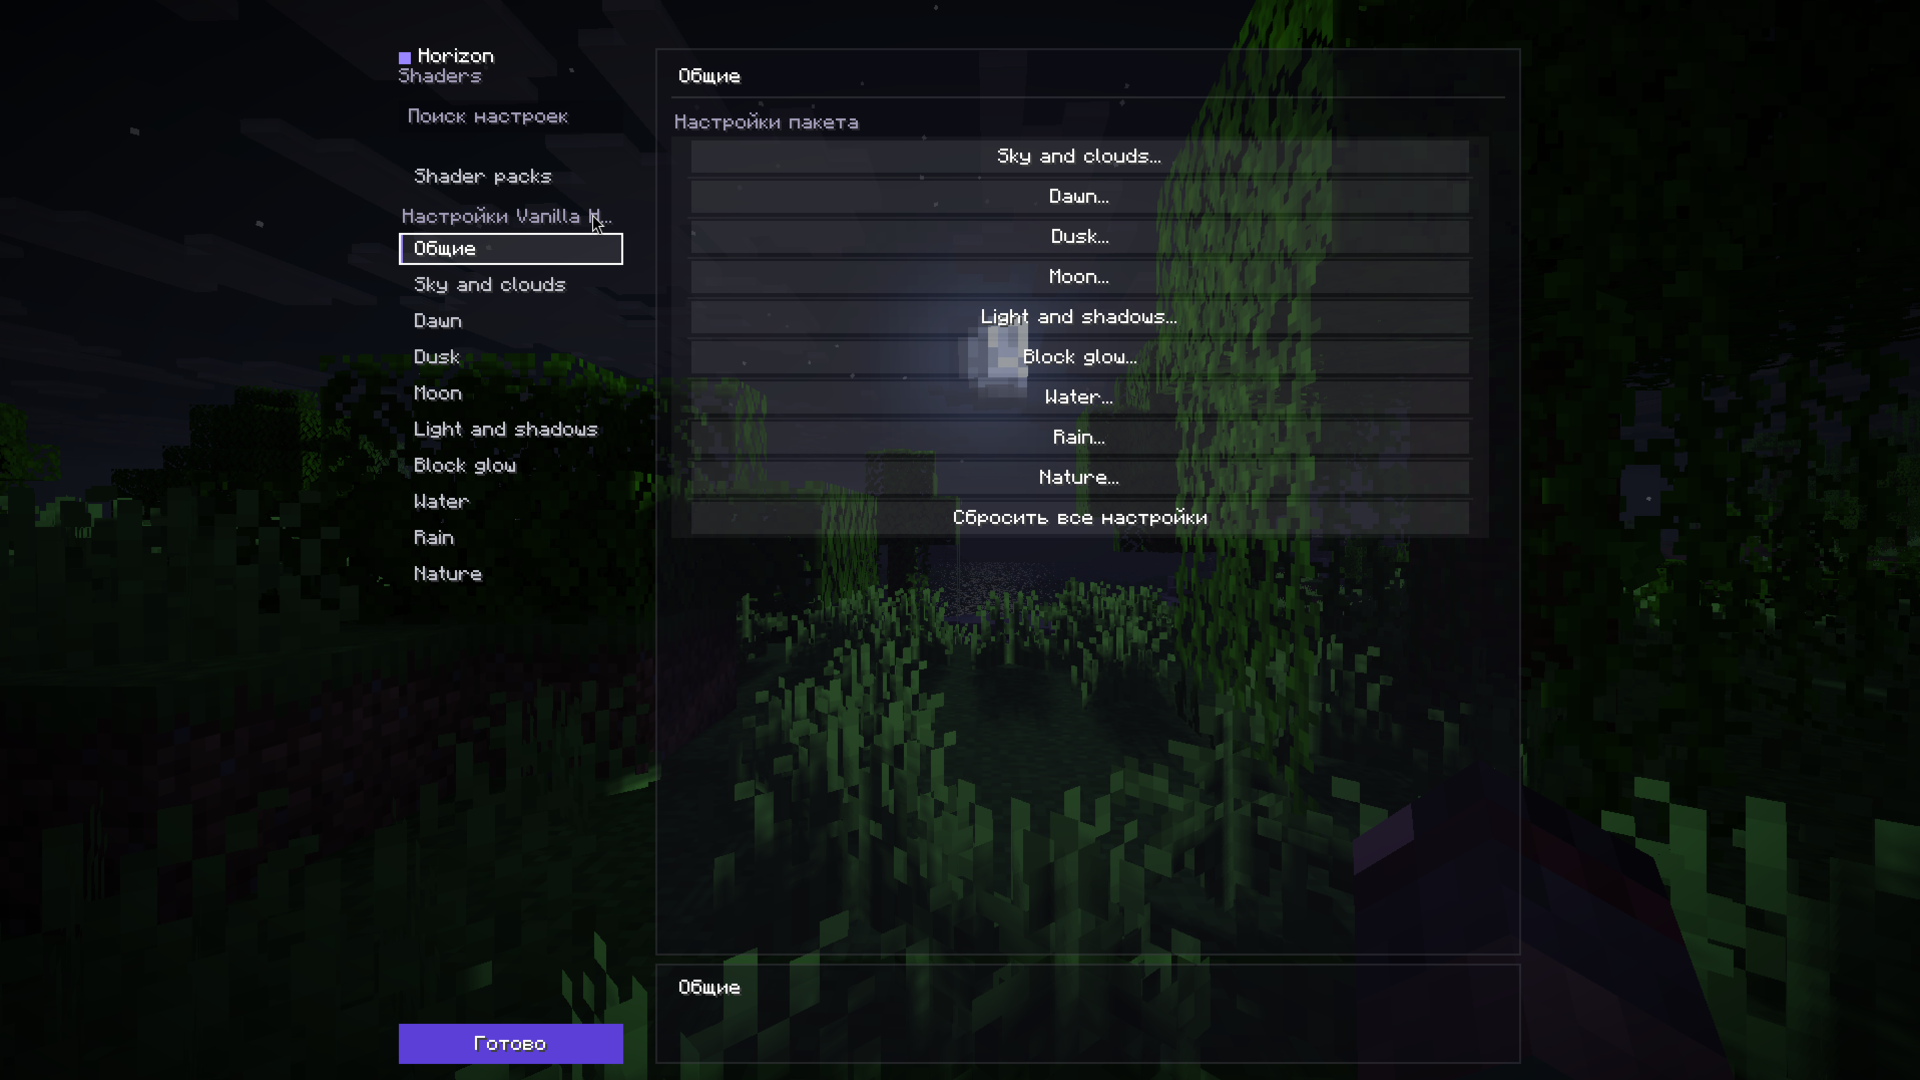 Horizon
Shaders
Поиск настроек
Shader packs
Настройки Vanilla H...
Общие
Sky and clouds
Dawn
Dusk
Moon
Light and shadows
Block glow
Water
Rain
Nature
Готово
Общие
Настройки пакета
Sky and clouds...
Dawn...
Dusk...
Moon...
Light and shadows...
Block glow...
Water...
Rain...
Nature...
Сбросить все настройки
Общие